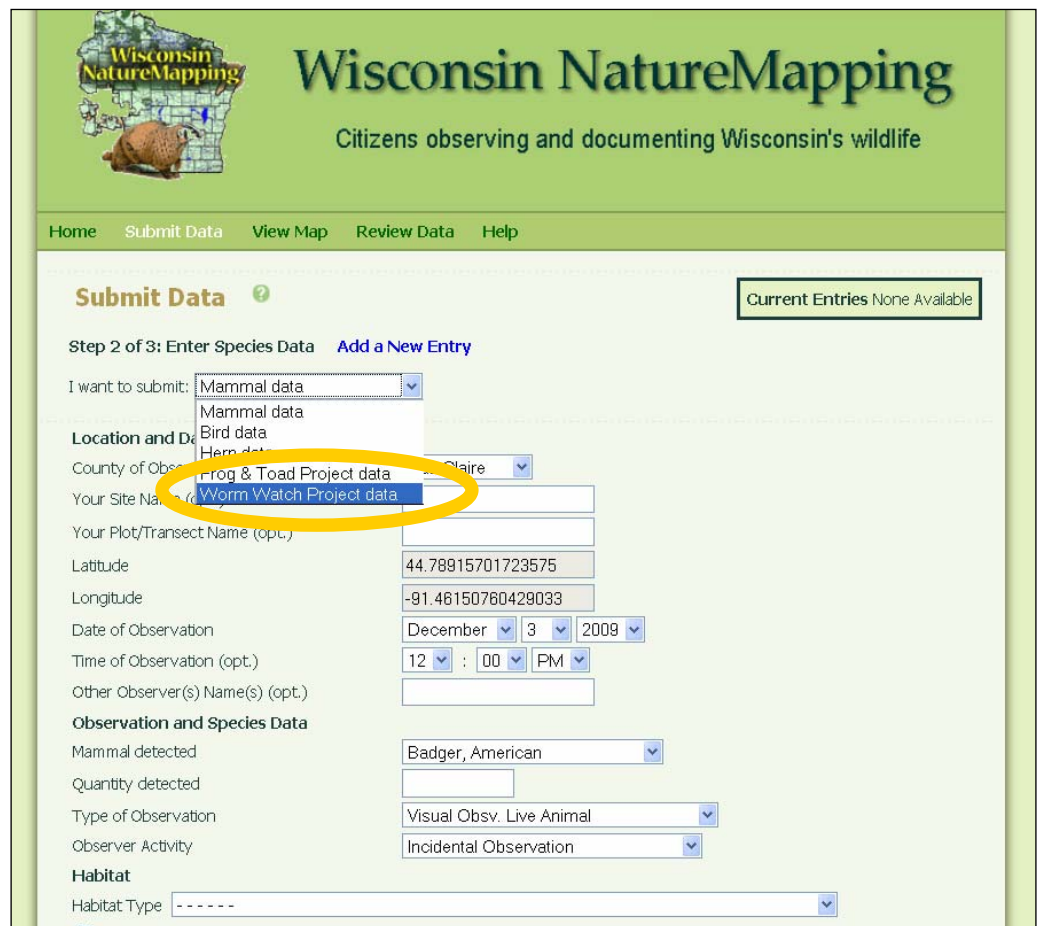 Wisconsin
NatureMapping
Wisconsin NatureMapping
Citizens observing and documenting Wisconsin's wildlife
Home Submit Data View Map Review Data Help
Submit Data ?
Current Entries None Available
Step 2 of 3: Enter Species Data Add a New Entry
I want to submit: Mammal data
Mammal data
Bird data
Herp data
Frog & Toad Project data
Worm Watch Project data
Location and Da
County of Obse Claire
Your Site Name (opt.)
Your Plot/Transect Name (opt.)
Latitude 44.78915701723575
Longitude -91.46150760429033
Date of Observation December 3 2009
Time of Observation (opt.) 12 : 00 PM
Other Observer(s) Name(s) (opt.)
Observation and Species Data
Mammal detected Badger, American
Quantity detected
Type of Observation Visual Obsv. Live Animal
Observer Activity Incidental Observation
Habitat
Habitat Type - - - - - -